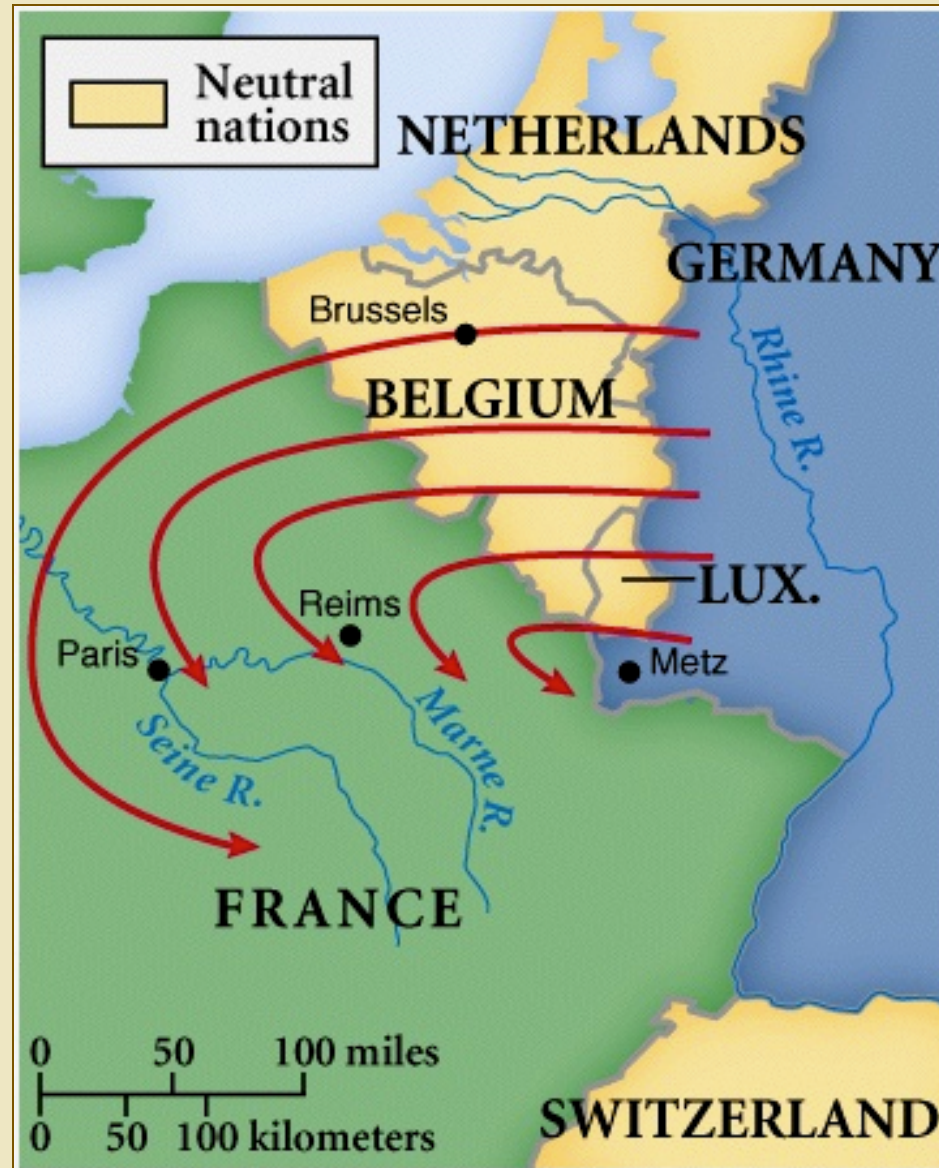 Neutral
nations
NETHERLANDS
GERMANY
Brussels
Rhine R.
BELGIUM
LUX.
Reims
Paris
Metz
Marne R.
Seine R.
FRANCE
0 50 100 miles
0 50 100 kilometers
SWITZERLAND